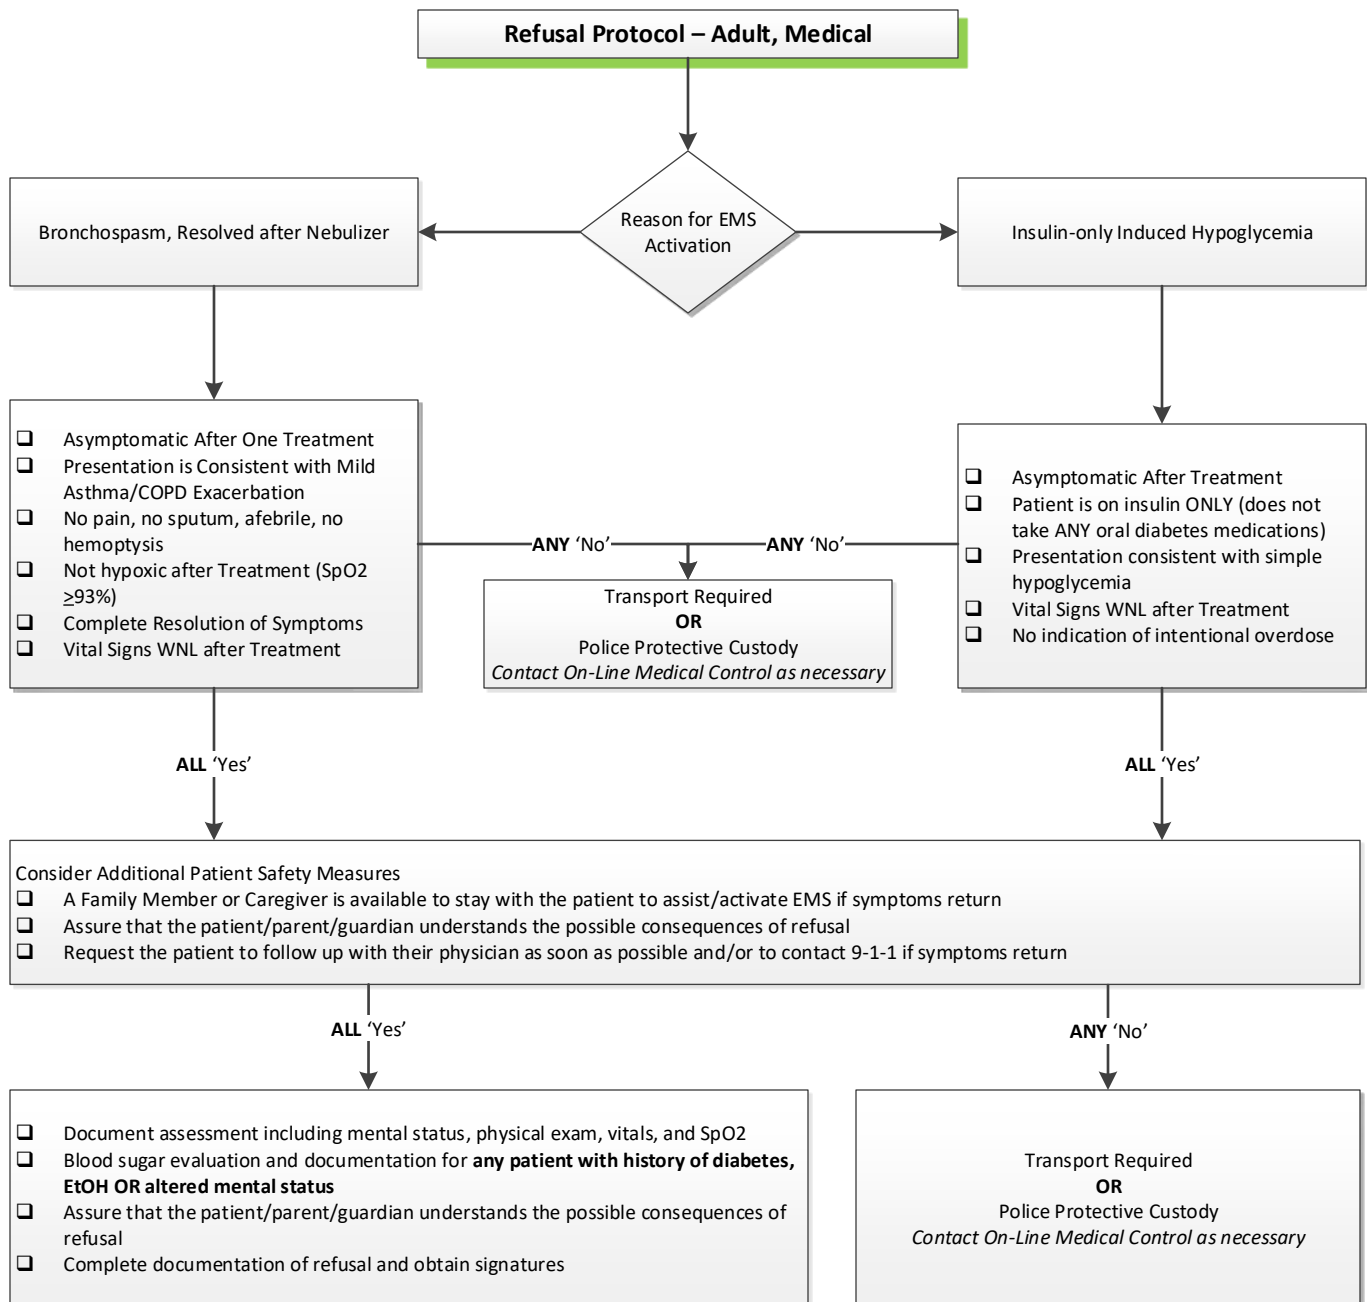 Refusal Protocol – Adult, Medical
Reason for EMS
Activation
Bronchospasm, Resolved after Nebulizer
Insulin-only Induced Hypoglycemia
❑ Asymptomatic After One Treatment
❑ Presentation is Consistent with Mild
Asthma/COPD Exacerbation
❑ No pain, no sputum, afebrile, no
hemoptysis
❑ Not hypoxic after Treatment (SpO2
≥93%)
❑ Complete Resolution of Symptoms
❑ Vital Signs WNL after Treatment
ANY ‘No’
ANY ‘No’
❑ Asymptomatic After Treatment
❑ Patient is on insulin ONLY (does not
take ANY oral diabetes medications)
❑ Presentation consistent with simple
hypoglycemia
❑ Vital Signs WNL after Treatment
❑ No indication of intentional overdose
Transport Required
OR
Police Protective Custody
Contact On-Line Medical Control as necessary
ALL ‘Yes’
ALL ‘Yes’
Consider Additional Patient Safety Measures
❑ A Family Member or Caregiver is available to stay with the patient to assist/activate EMS if symptoms return
❑ Assure that the patient/parent/guardian understands the possible consequences of refusal
❑ Request the patient to follow up with their physician as soon as possible and/or to contact 9-1-1 if symptoms return
ALL ‘Yes’
ANY ‘No’
❑ Document assessment including mental status, physical exam, vitals, and SpO2
❑ Blood sugar evaluation and documentation for any patient with history of diabetes,
EtOH OR altered mental status
❑ Assure that the patient/parent/guardian understands the possible consequences of
refusal
❑ Complete documentation of refusal and obtain signatures
Transport Required
OR
Police Protective Custody
Contact On-Line Medical Control as necessary